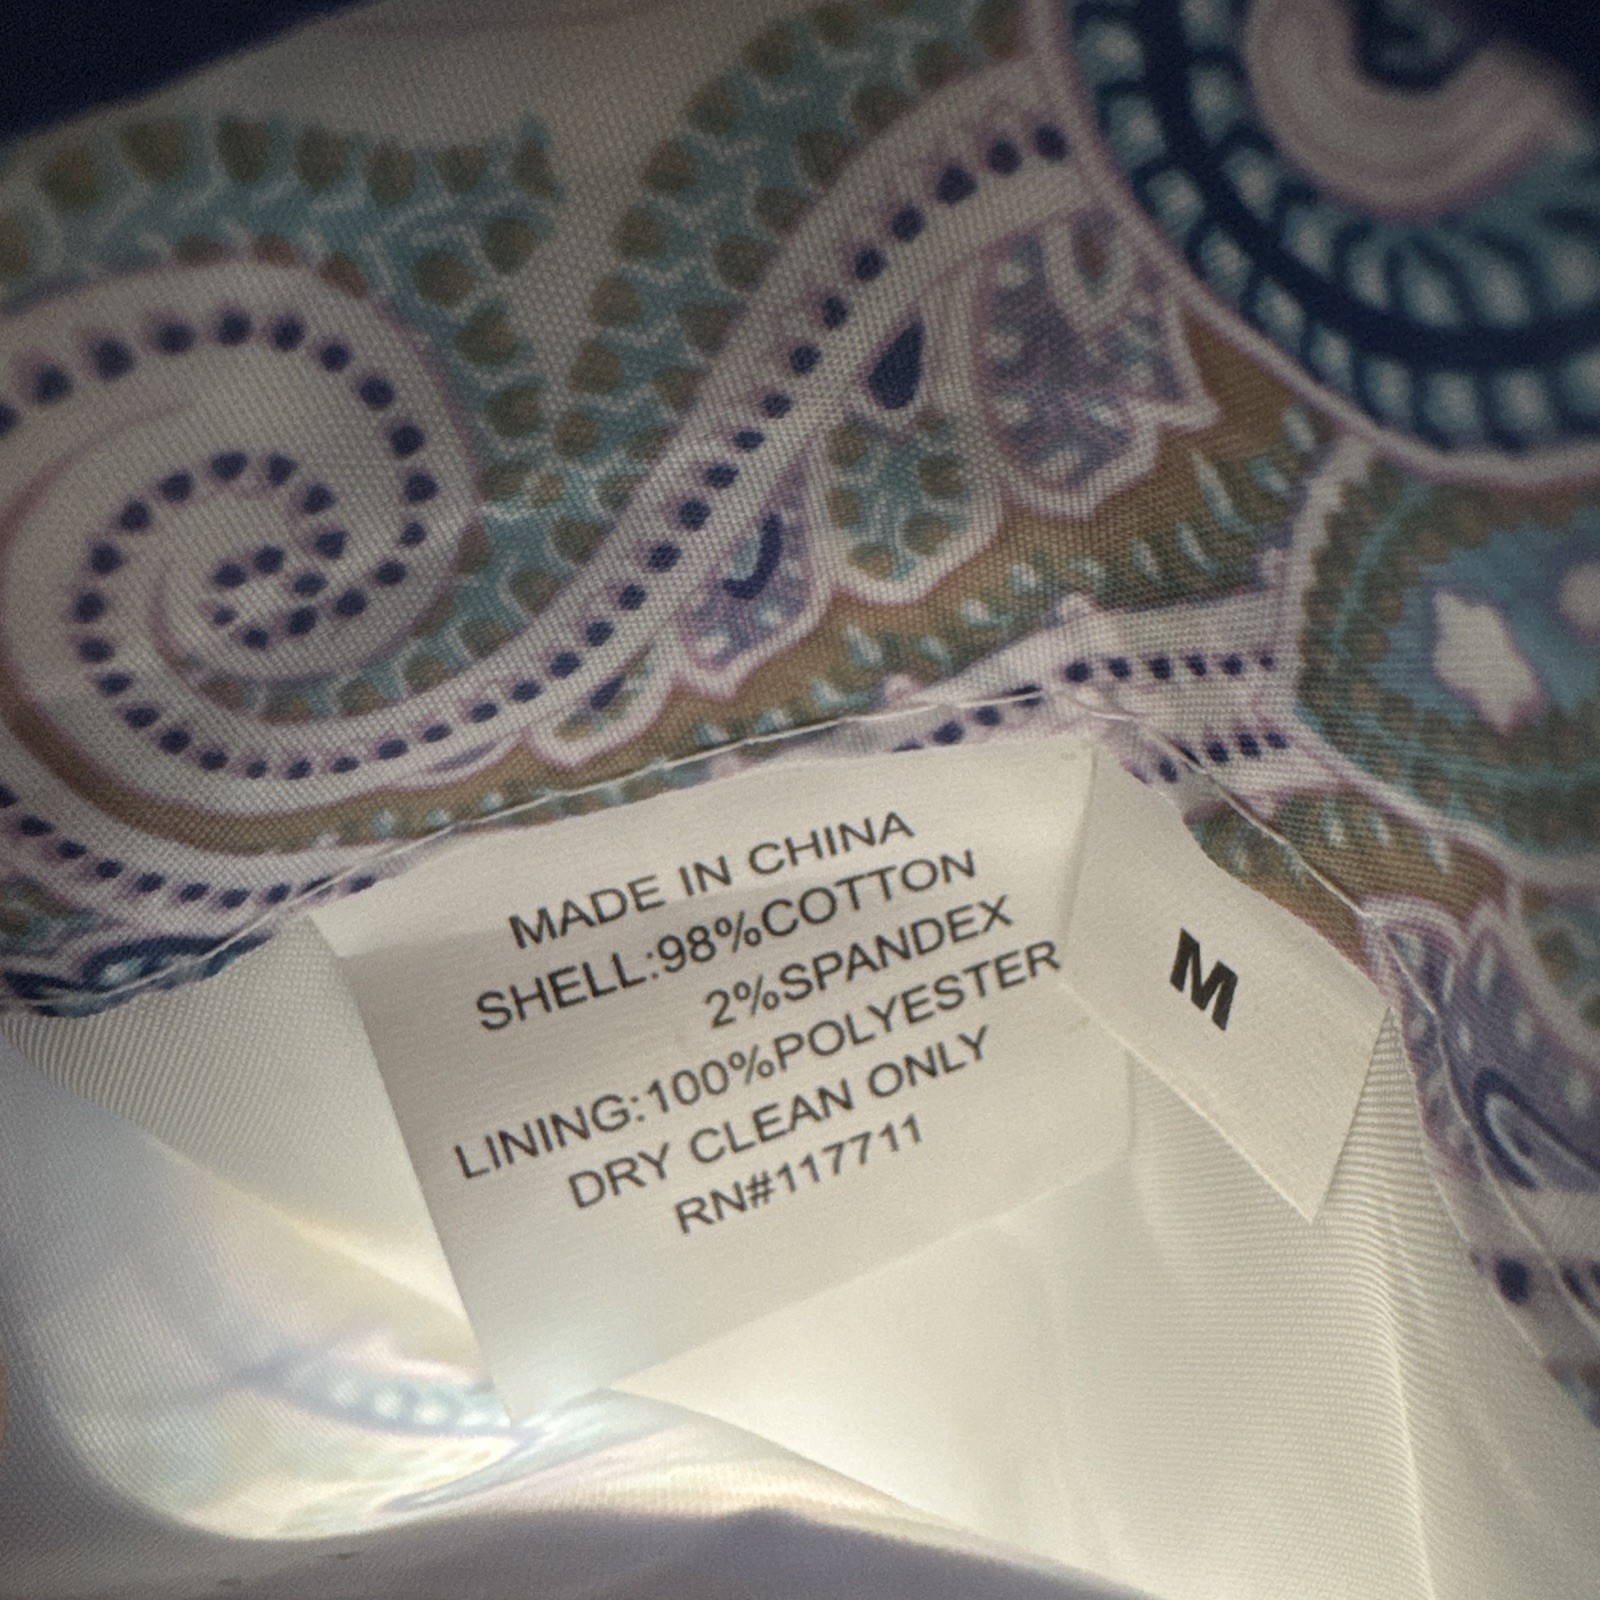 MADE IN CHINA
SHELL:98%COTTON
2%SPANDEX
LINING:100%POLYESTER
DRY CLEAN ONLY
RN#117711
M